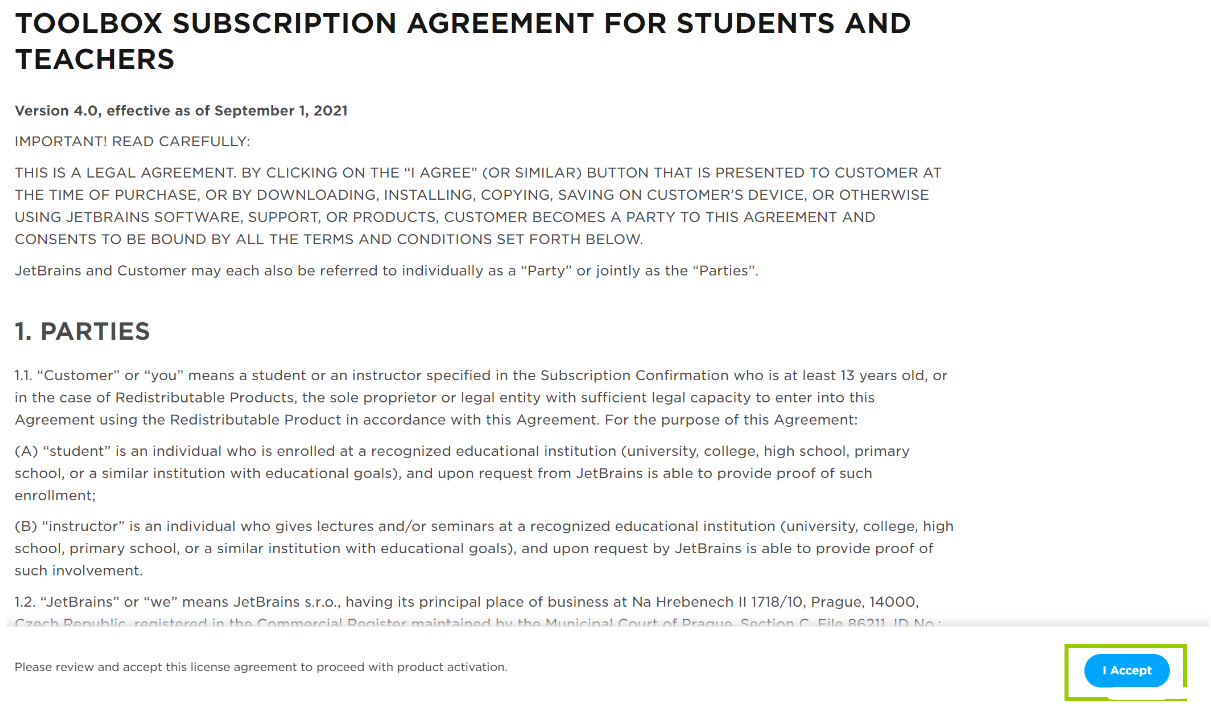 TOOLBOX SUBSCRIPTION AGREEMENT FOR STUDENTS AND
TEACHERS
Version 4.0, effective as of September 1, 2021
IMPORTANT! READ CAREFULLY:
THIS IS A LEGAL AGREEMENT. BY CLICKING ON THE “I AGREE” (OR SIMILAR) BUTTON THAT IS PRESENTED TO CUSTOMER AT
THE TIME OF PURCHASE, OR BY DOWNLOADING, INSTALLING, COPYING, SAVING ON CUSTOMER’S DEVICE, OR OTHERWISE
USING JETBRAINS SOFTWARE, SUPPORT, OR PRODUCTS, CUSTOMER BECOMES A PARTY TO THIS AGREEMENT AND
CONSENTS TO BE BOUND BY ALL THE TERMS AND CONDITIONS SET FORTH BELOW.
JetBrains and Customer may each also be referred to individually as a “Party” or jointly as the “Parties”.
1. PARTIES
1.1. “Customer” or “you” means a student or an instructor specified in the Subscription Confirmation who is at least 13 years old, or
in the case of Redistributable Products, the sole proprietor or legal entity with sufficient legal capacity to enter into this
Agreement using the Redistributable Product in accordance with this Agreement. For the purpose of this Agreement:
(A) “student” is an individual who is enrolled at a recognized educational institution (university, college, high school, primary
school, or a similar institution with educational goals), and upon request from JetBrains is able to provide proof of such
enrollment;
(B) “instructor” is an individual who gives lectures and/or seminars at a recognized educational institution (university, college, high
school, primary school, or a similar institution with educational goals), and upon request by JetBrains is able to provide proof of
such involvement.
1.2. “JetBrains” or “we” means JetBrains s.r.o., having its principal place of business at Na Hrebenech II 1718/10, Prague, 14000,
Czech Republic, registered in the Commercial Register maintained by the Municipal Court of Prague, Section C, File 86211, ID No.:
Please review and accept this license agreement to proceed with product activation.
I Accept